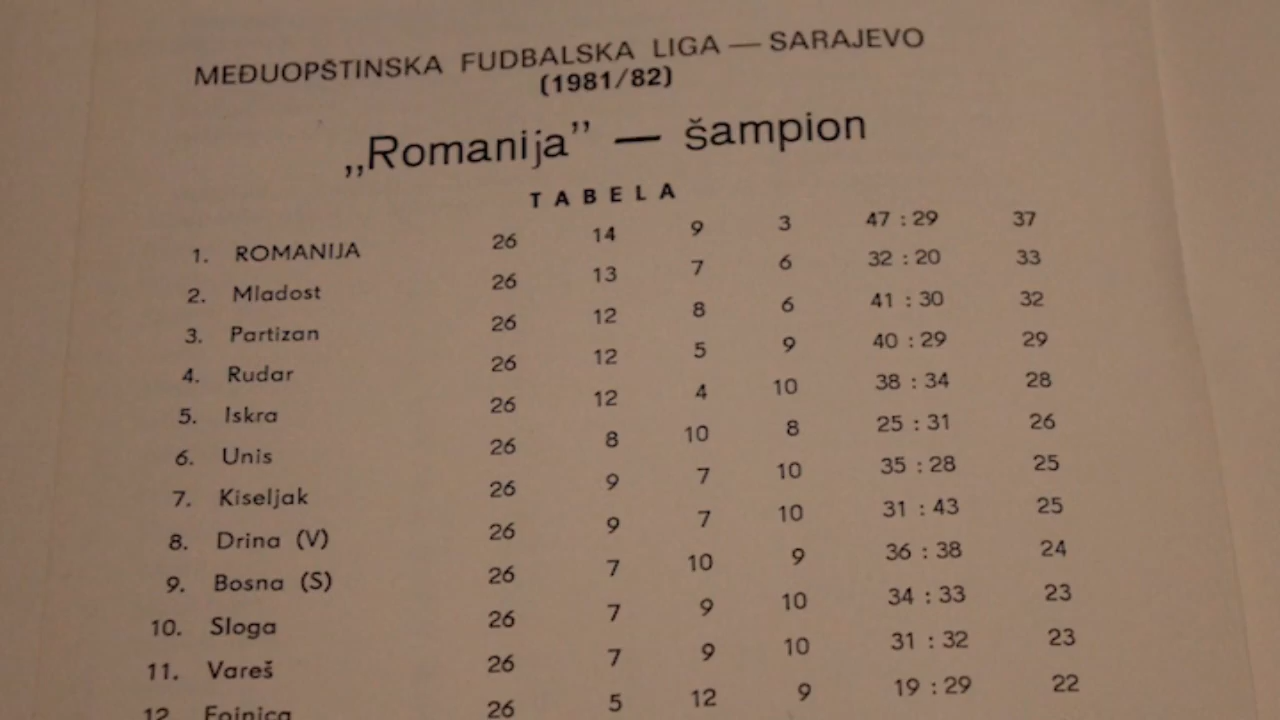 MEĐUOPŠTINSKA FUDBALSKA LIGA — SARAJEVO
(1981/82)
„Romanija” — šampion
TABELA
1. ROMANIJA 26 14 9 3 47 : 29 37
2. Mladost 26 13 7 6 32 : 20 33
3. Partizan 26 12 8 6 41 : 30 32
4. Rudar 26 12 5 9 40 : 29 29
5. Iskra 26 12 4 10 38 : 34 28
6. Unis 26 8 10 8 25 : 31 26
7. Kiseljak 26 9 7 10 35 : 28 25
8. Drina (V) 26 9 7 10 31 : 43 25
9. Bosna (S) 26 7 10 9 36 : 38 24
10. Sloga 26 7 9 10 34 : 33 23
11. Vareš 26 7 9 10 31 : 32 23
12. Fojnica 26 5 12 9 19 : 29 22